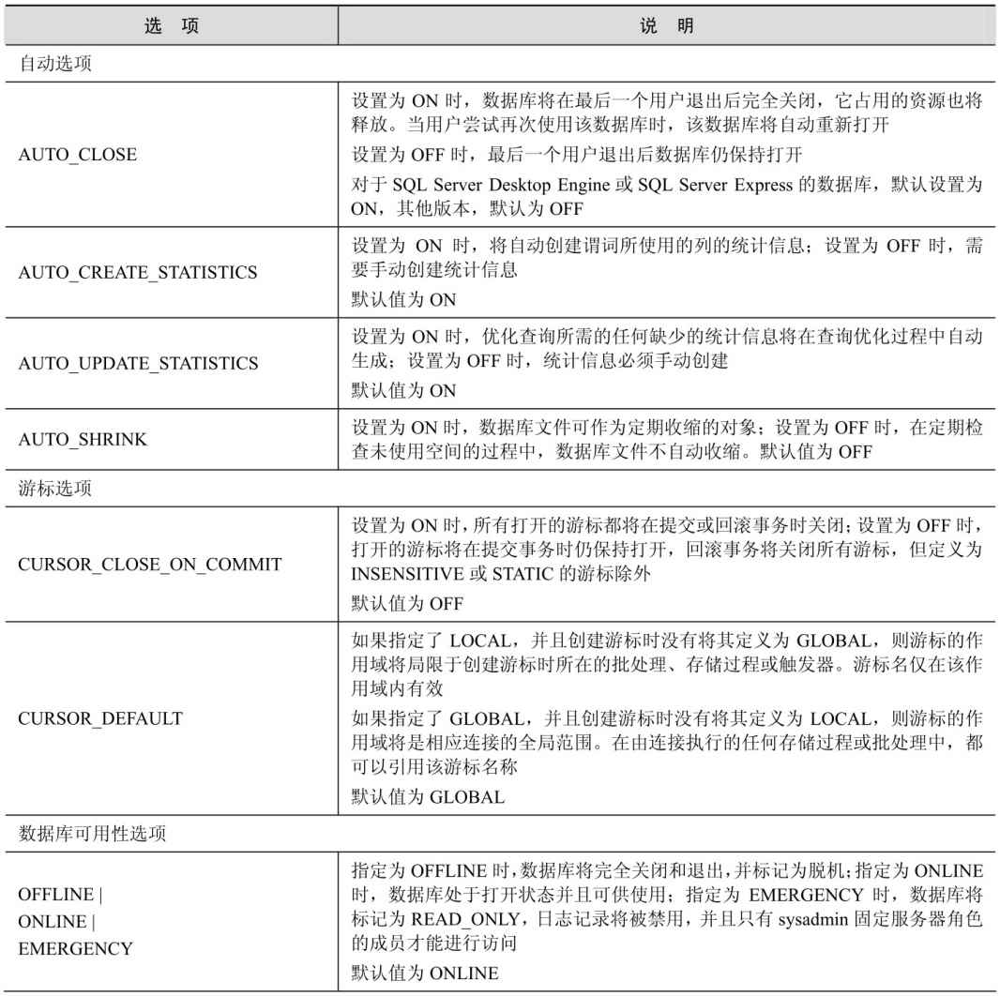 选 项
说 明
自动选项
AUTO_CLOSE
设置为 ON 时，数据库将在最后一个用户退出后完全关闭，它占用的资源也将
释放。当用户尝试再次使用该数据库时，该数据库将自动重新打开
设置为 OFF 时，最后一个用户退出后数据库仍保持打开
对于 SQL Server Desktop Engine 或 SQL Server Express 的数据库，默认设置为
ON，其他版本，默认为 OFF
AUTO_CREATE_STATISTICS
设置为 ON 时，将自动创建谓词所使用的列的统计信息；设置为 OFF 时，需
要手动创建统计信息
默认值为 ON
AUTO_UPDATE_STATISTICS
设置为 ON 时，优化查询所需的任何缺少的统计信息将在查询优化过程中自动
生成；设置为 OFF 时，统计信息必须手动创建
默认值为 ON
AUTO_SHRINK
设置为 ON 时，数据库文件可作为定期收缩的对象；设置为 OFF 时，在定期检
查未使用空间的过程中，数据库文件不自动收缩。默认值为 OFF
游标选项
CURSOR_CLOSE_ON_COMMIT
设置为 ON 时，所有打开的游标都将在提交或回滚事务时关闭；设置为 OFF 时，
打开的游标将在提交事务时仍保持打开，回滚事务将关闭所有游标，但定义为
INSENSITIVE 或 STATIC 的游标除外
默认值为 OFF
CURSOR_DEFAULT
如果指定了 LOCAL，并且创建游标时没有将其定义为 GLOBAL，则游标的作
用域将局限于创建游标时所在的批处理、存储过程或触发器。游标名仅在该作
用域内有效
如果指定了 GLOBAL，并且创建游标时没有将其定义为 LOCAL，则游标的作
用域将是相应连接的全局范围。在由连接执行的任何存储过程或批处理中，都
可以引用该游标名称
默认值为 GLOBAL
数据库可用性选项
OFFLINE |
ONLINE |
EMERGENCY
指定为 OFFLINE 时，数据库将完全关闭和退出，并标记为脱机；指定为 ONLINE
时，数据库处于打开状态并且可供使用；指定为 EMERGENCY 时，数据库将
标记为 READ_ONLY，日志记录将被禁用，并且只有 sysadmin 固定服务器角色
的成员才能进行访问
默认值为 ONLINE